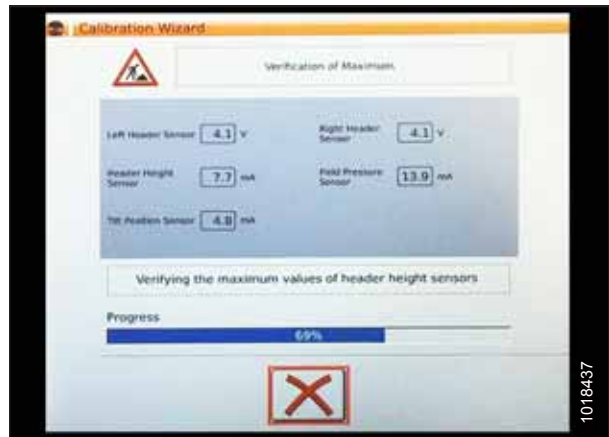 Calibration Wizard
Verification of Maximum
Left Header Sensor 4.1 V
Right Header
Sensor 4.1 V
Header Height
Sensor 7.7 mA
Field Pressure
Sensor 13.9 mA
Tilt Position Sensor 4.8 mA
Verifying the maximum values of header height sensors
Progress
69%
1018437